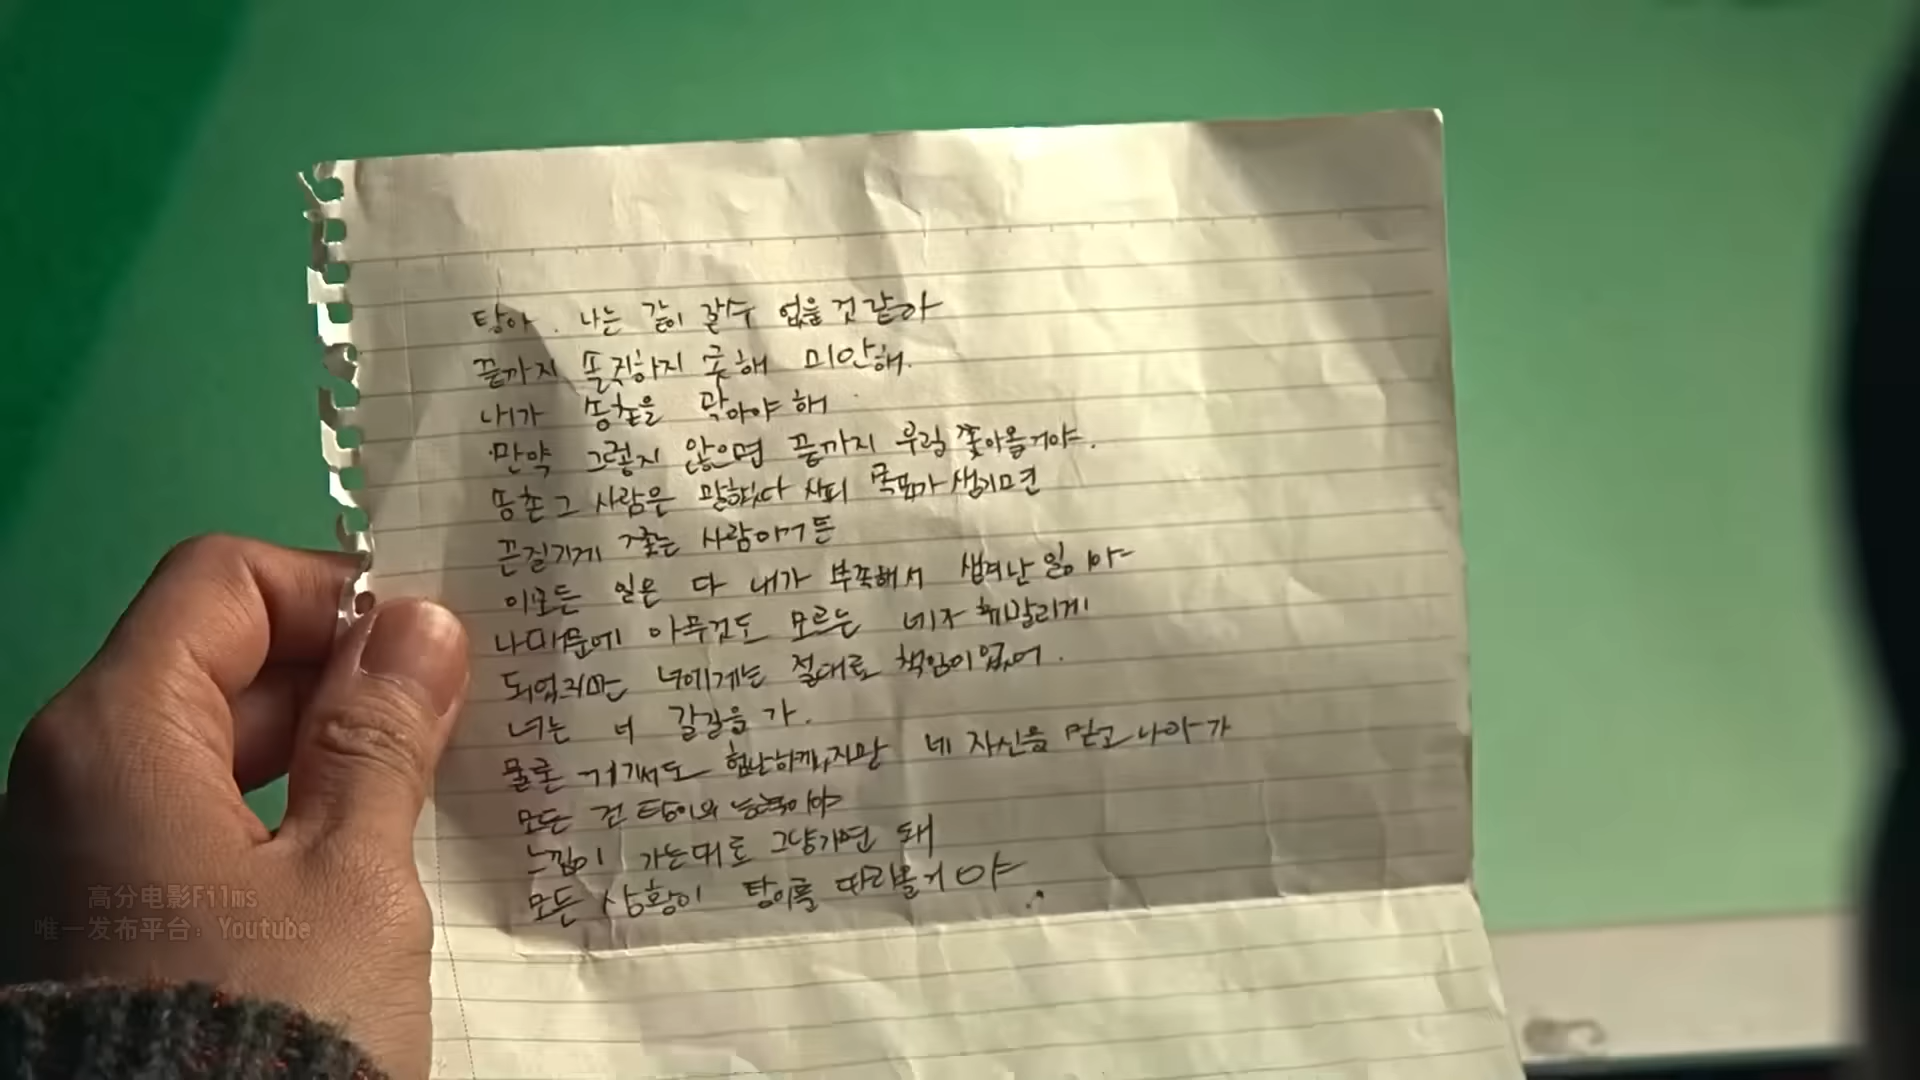 탕아. 나는 같이 갈수 없을 것 같아
끝까지 솔직하지 못해 미안해.
내가 송촌을 막아야 해
만약 그렇지 않으면 끝까지 우릴 쫓아올거야.
송촌 그 사람은 말했다 사회 목표가 생기면
끈질기게 쫓는 사람이거든
이모든 일은 다 내가 부족해서 생겨난 일이야
나때문에 아무것도 모르는 네가 휘말리게
되었지만 너에게는 절대로 책임이 없어.
너는 너 갈길을 가.
물론 거기서도 험난하겠지만 네 자신을 믿고 나아가
모든 건 탕이의 능력이야
느낌이 가는대로 그냥가면 돼
모든 상황이 탕이를 따라올거야.
高分电影Films
唯一发布平台：Youtube